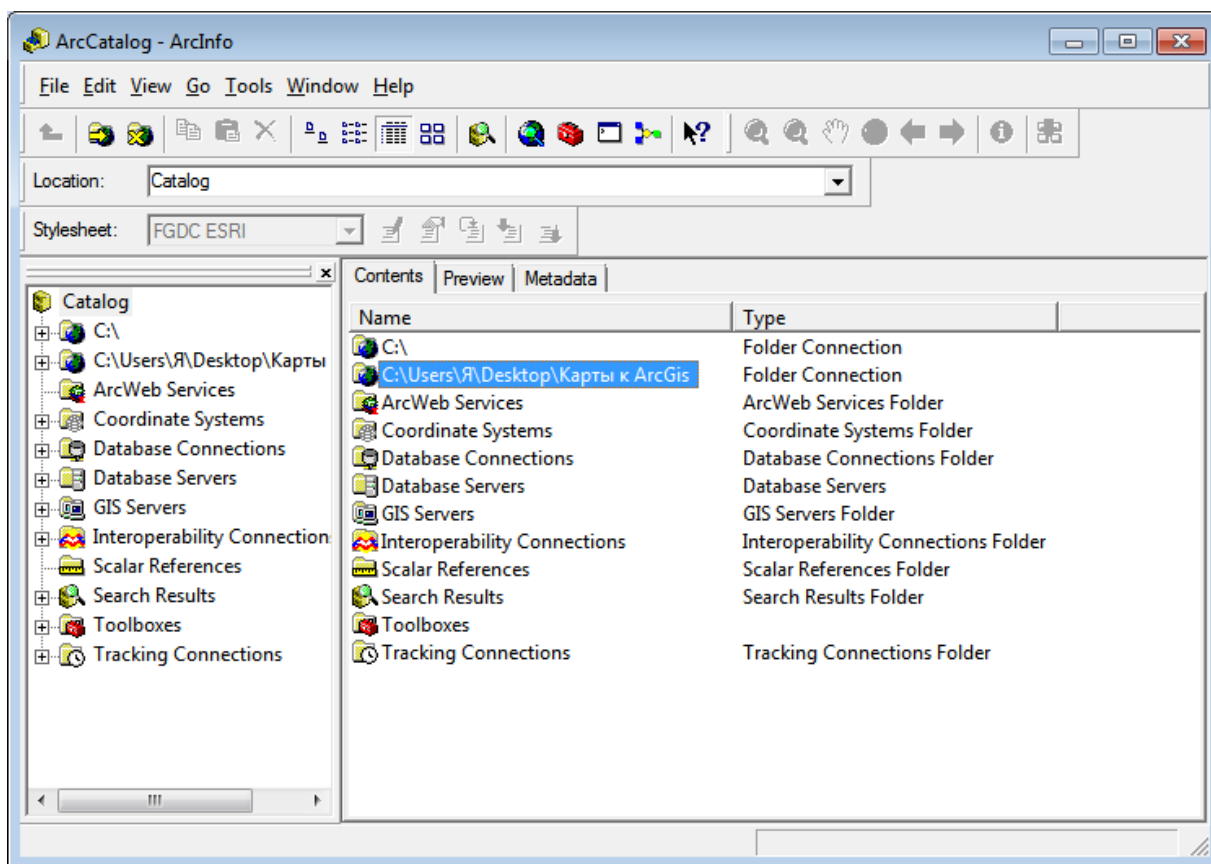 ArcCatalog - ArcInfo
File Edit View Go Tools Window Help
Location: Catalog
Stylesheet: FGDC ESRI
Catalog
C:\
C:\Users\Я\Desktop\Карты
ArcWeb Services
Coordinate Systems
Database Connections
Database Servers
GIS Servers
Interoperability Connection
Scalar References
Search Results
Toolboxes
Tracking Connections
Contents Preview Metadata
Name Type
C:\ Folder Connection
C:\Users\Я\Desktop\Карты к ArcGis Folder Connection
ArcWeb Services ArcWeb Services Folder
Coordinate Systems Coordinate Systems Folder
Database Connections Database Connections Folder
Database Servers Database Servers
GIS Servers GIS Servers Folder
Interoperability Connections Interoperability Connections Folder
Scalar References Scalar References Folder
Search Results Search Results Folder
Toolboxes
Tracking Connections Tracking Connections Folder